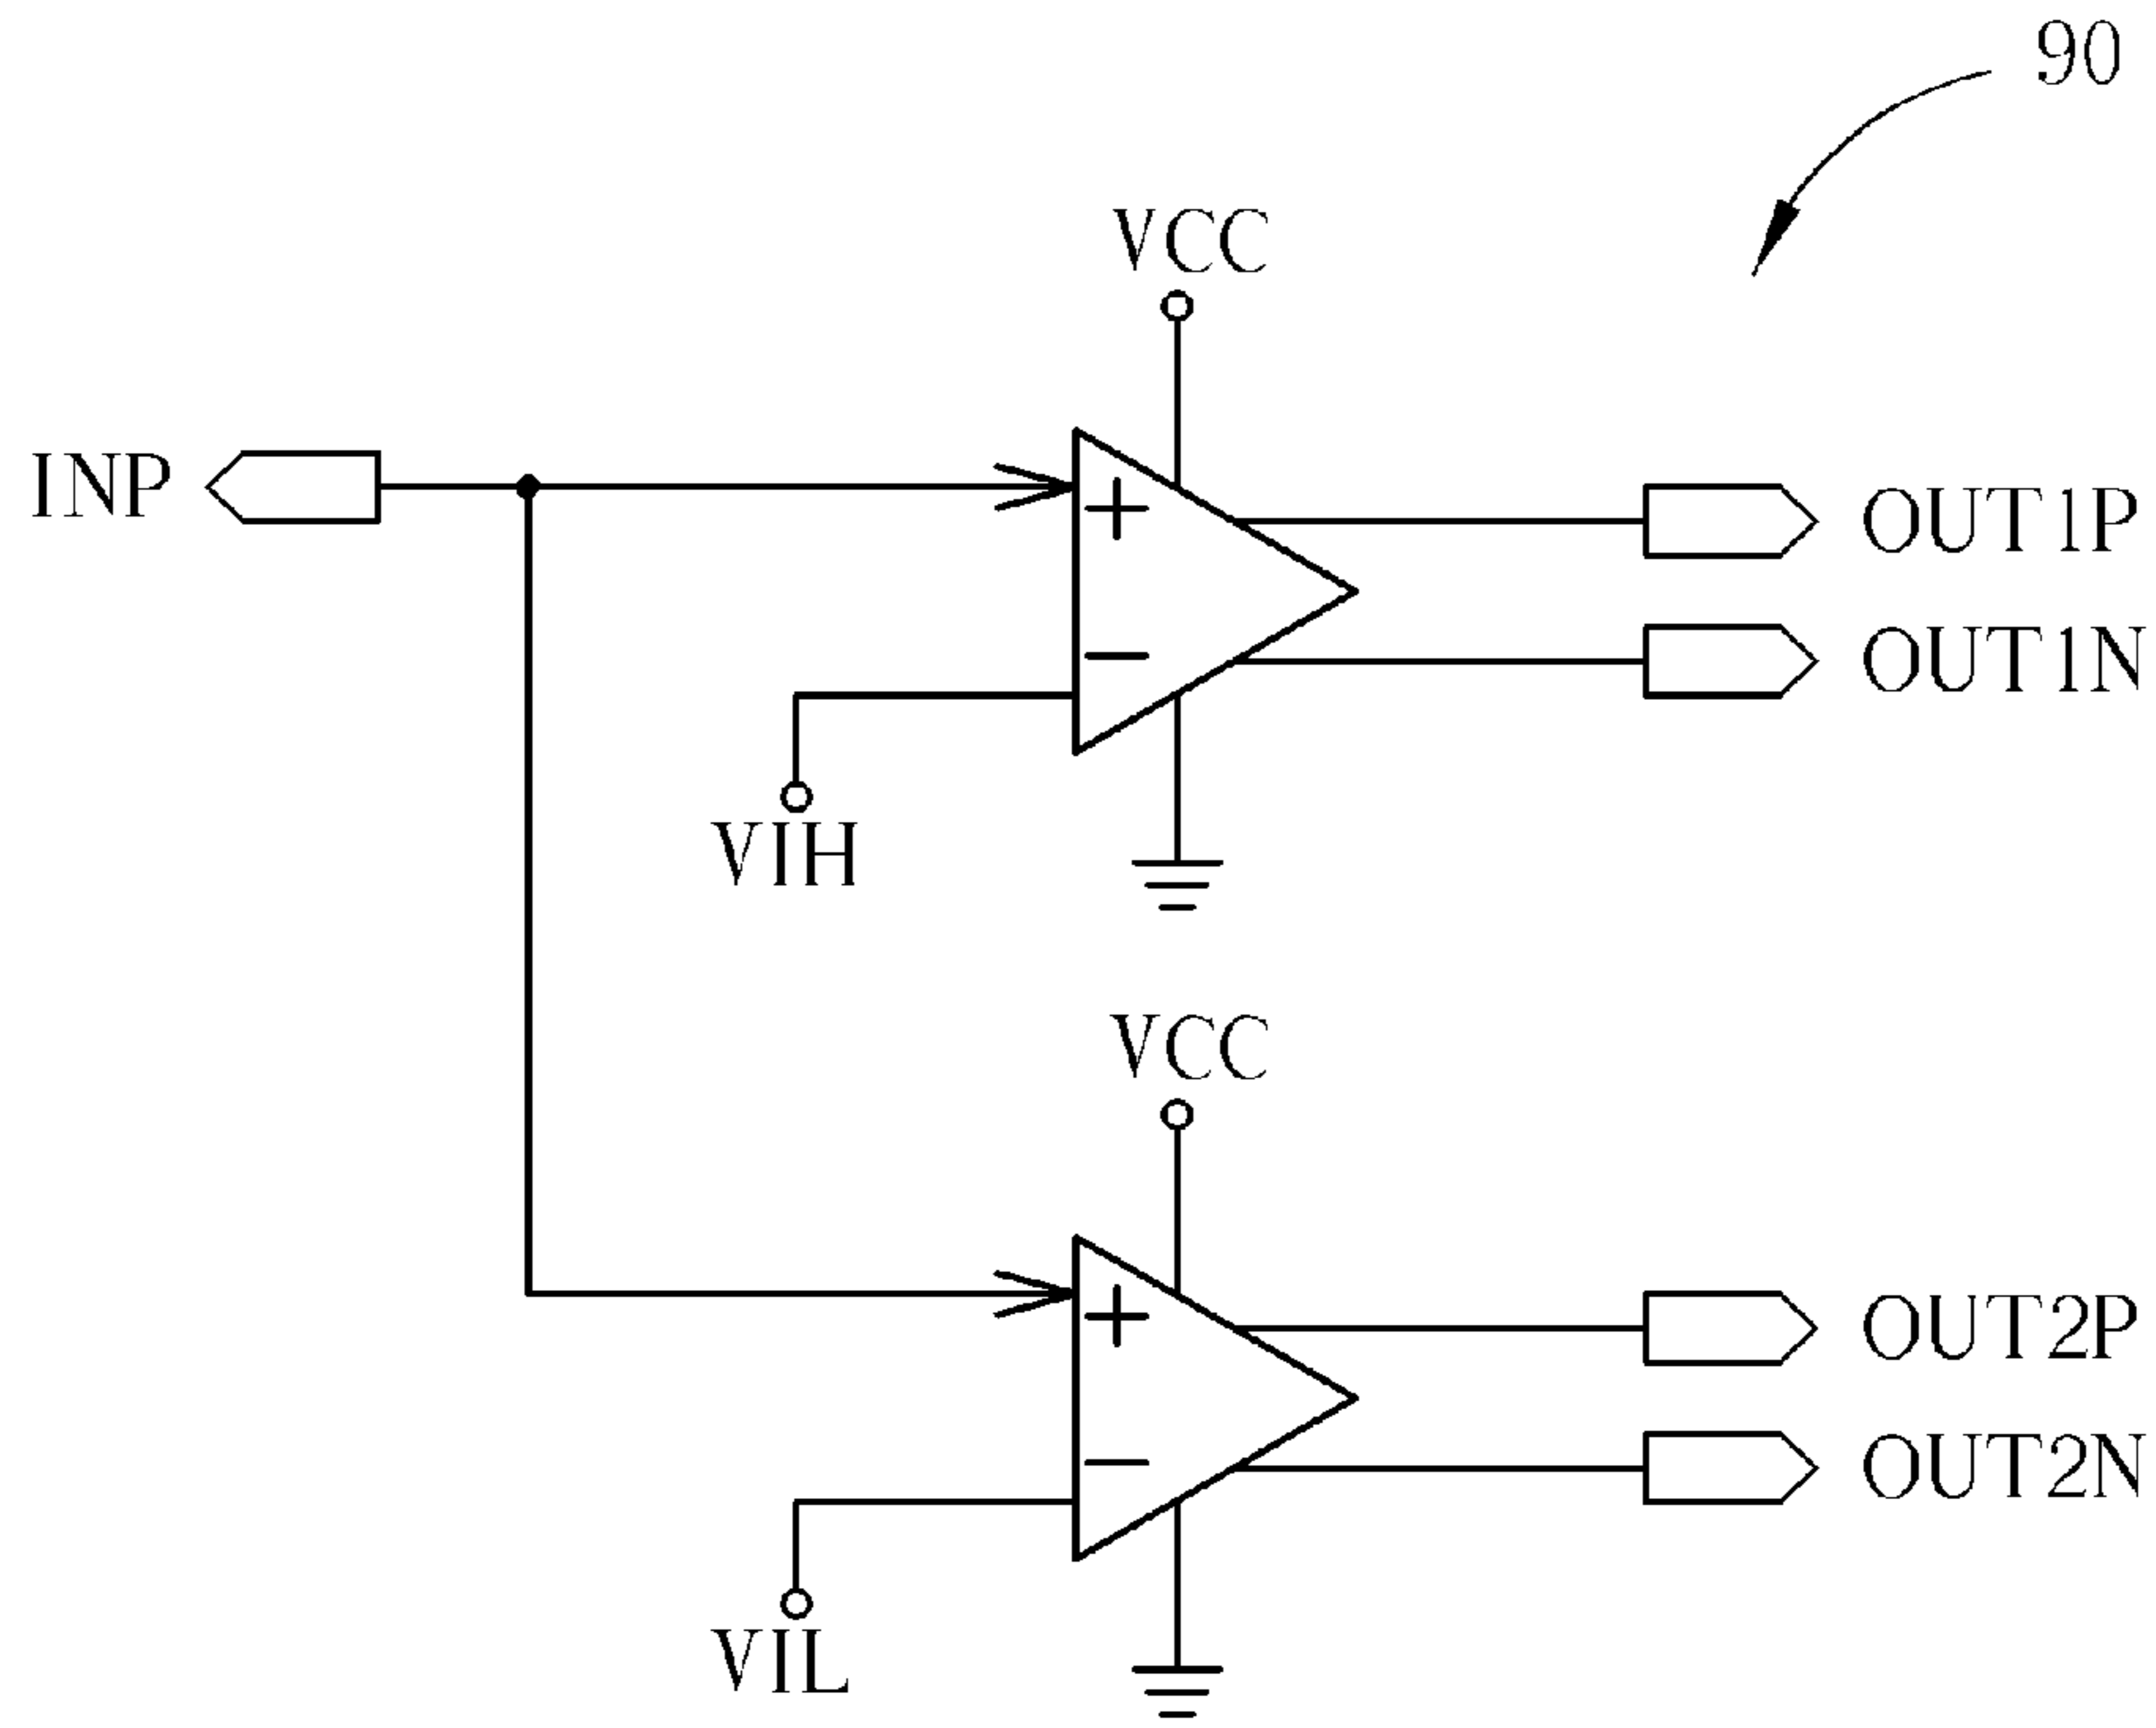 90
VCC
INP
+
OUT1P
OUT1N
−
VIH
VCC
+
OUT2P
OUT2N
−
VIL